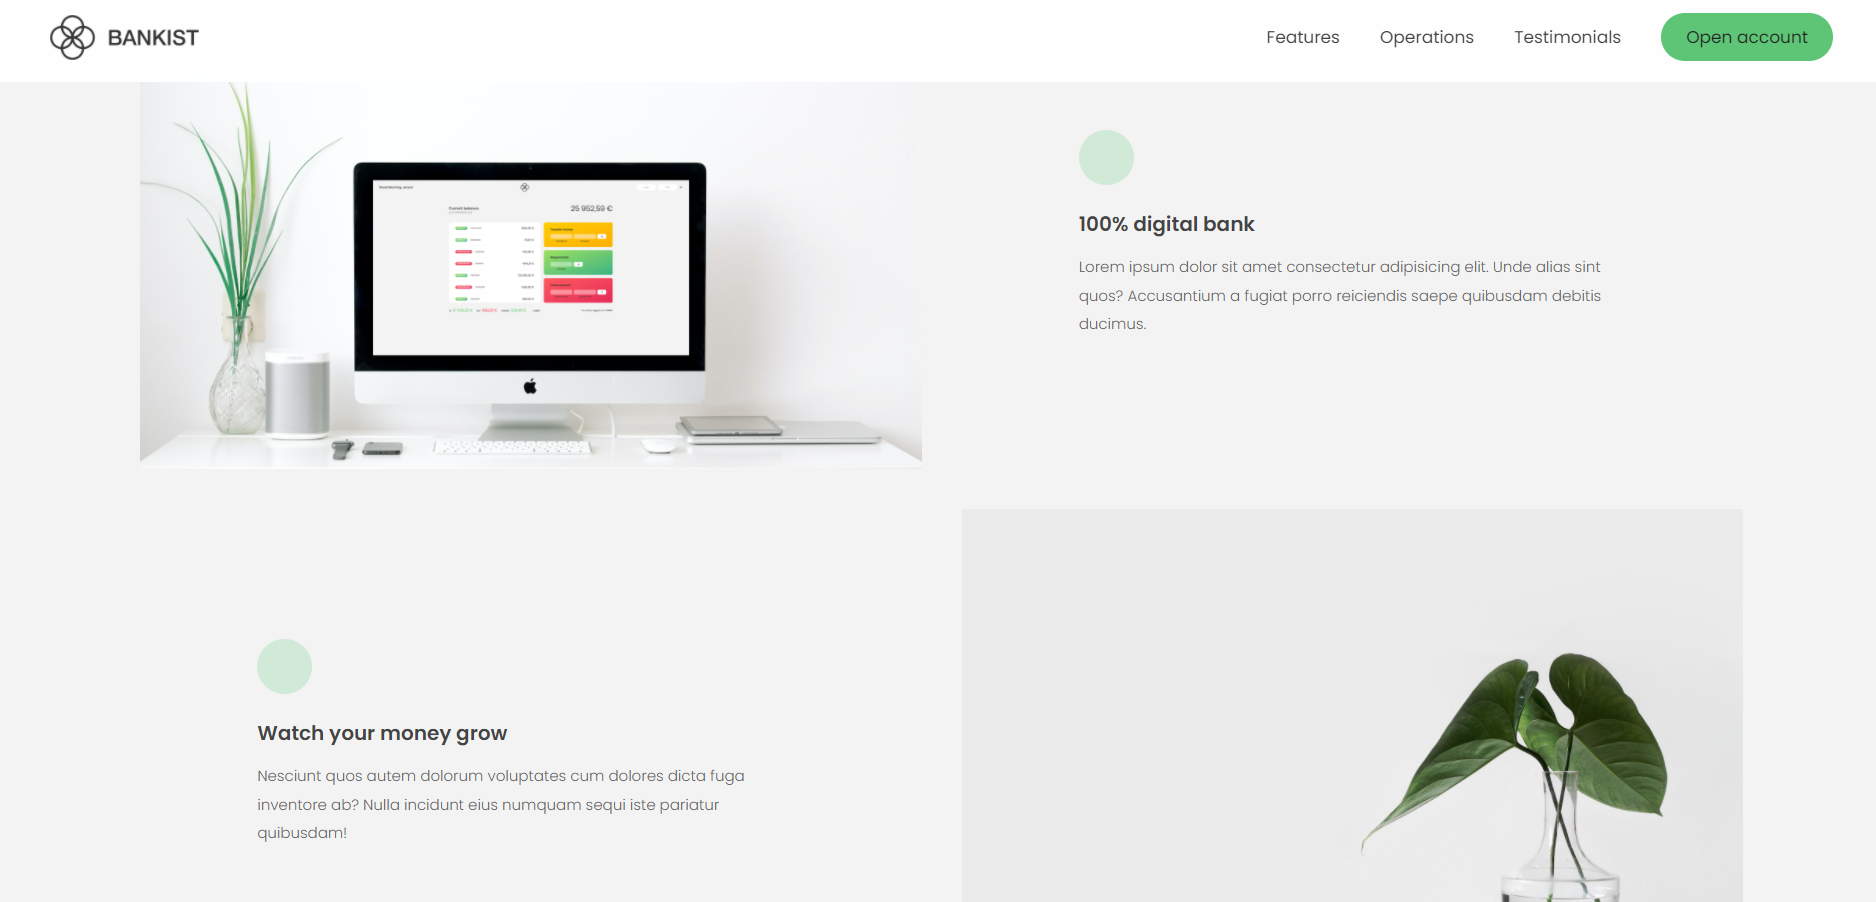 BANKIST
Features
Operations
Testimonials
Open account
Current balance
25 952,59 €
100% digital bank
Lorem ipsum dolor sit amet consectetur adipisicing elit. Unde alias sint
quos? Accusantium a fugiat porro reiciendis saepe quibusdam debitis
ducimus.
Watch your money grow
Nesciunt quos autem dolorum voluptates cum dolores dicta fuga
inventore ab? Nulla incidunt eius numquam sequi iste pariatur
quibusdam!